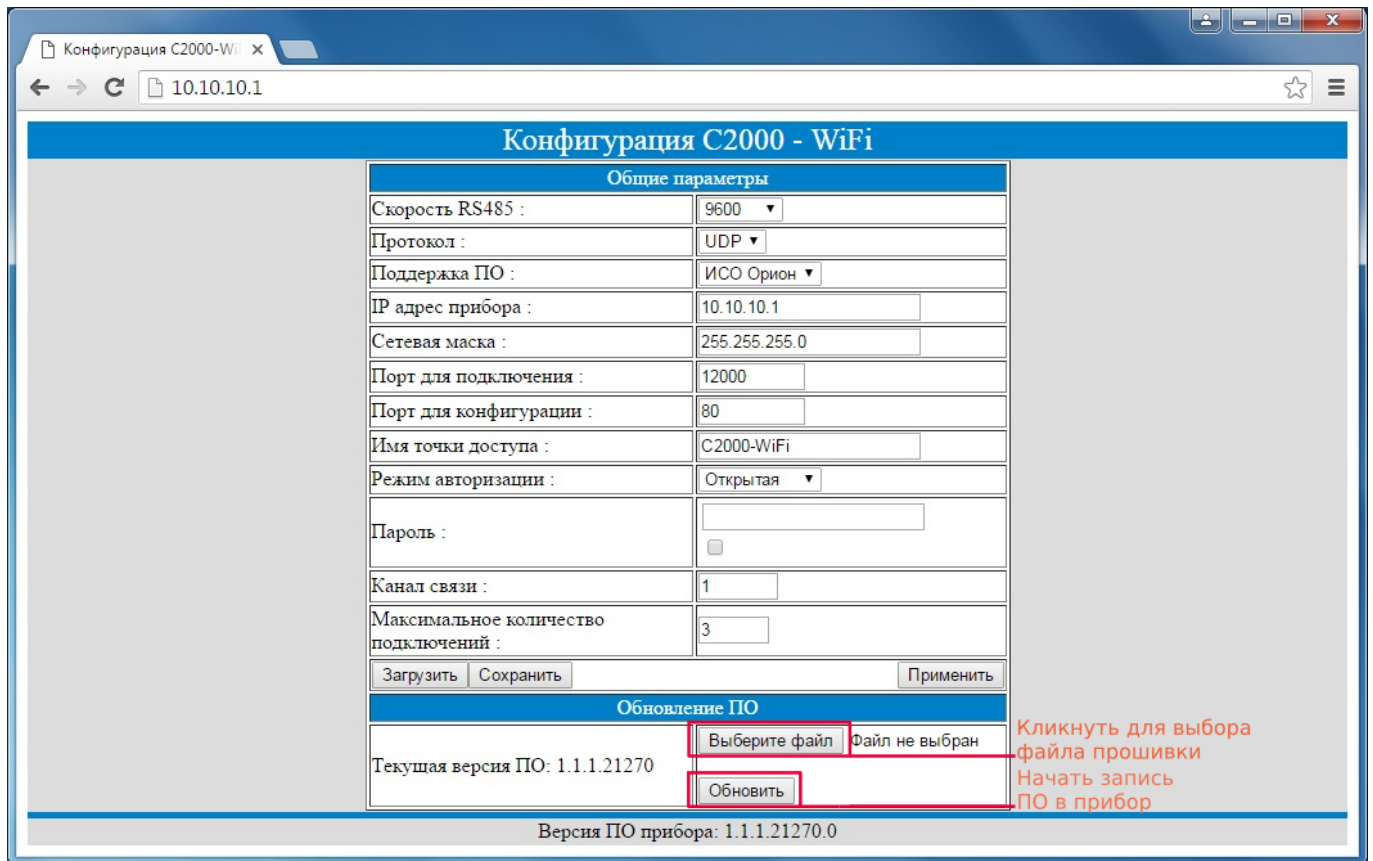 Конфигурация С2000-Wi
10.10.10.1
Конфигурация С2000 - WiFi
Общие параметры
Скорость RS485 : 9600
Протокол : UDP
Поддержка ПО : ИСО Орион
IP адрес прибора : 10.10.10.1
Сетевая маска : 255.255.255.0
Порт для подключения : 12000
Порт для конфигурации : 80
Имя точки доступа : C2000-WiFi
Режим авторизации : Открытая
Пароль :
Канал связи : 1
Максимальное количество
подключений : 3
Загрузить Сохранить Применить
Обновление ПО
Текущая версия ПО: 1.1.1.21270
Выберите файл Файл не выбран
Обновить
Кликнуть для выбора
файла прошивки
Начать запись
ПО в прибор
Версия ПО прибора: 1.1.1.21270.0